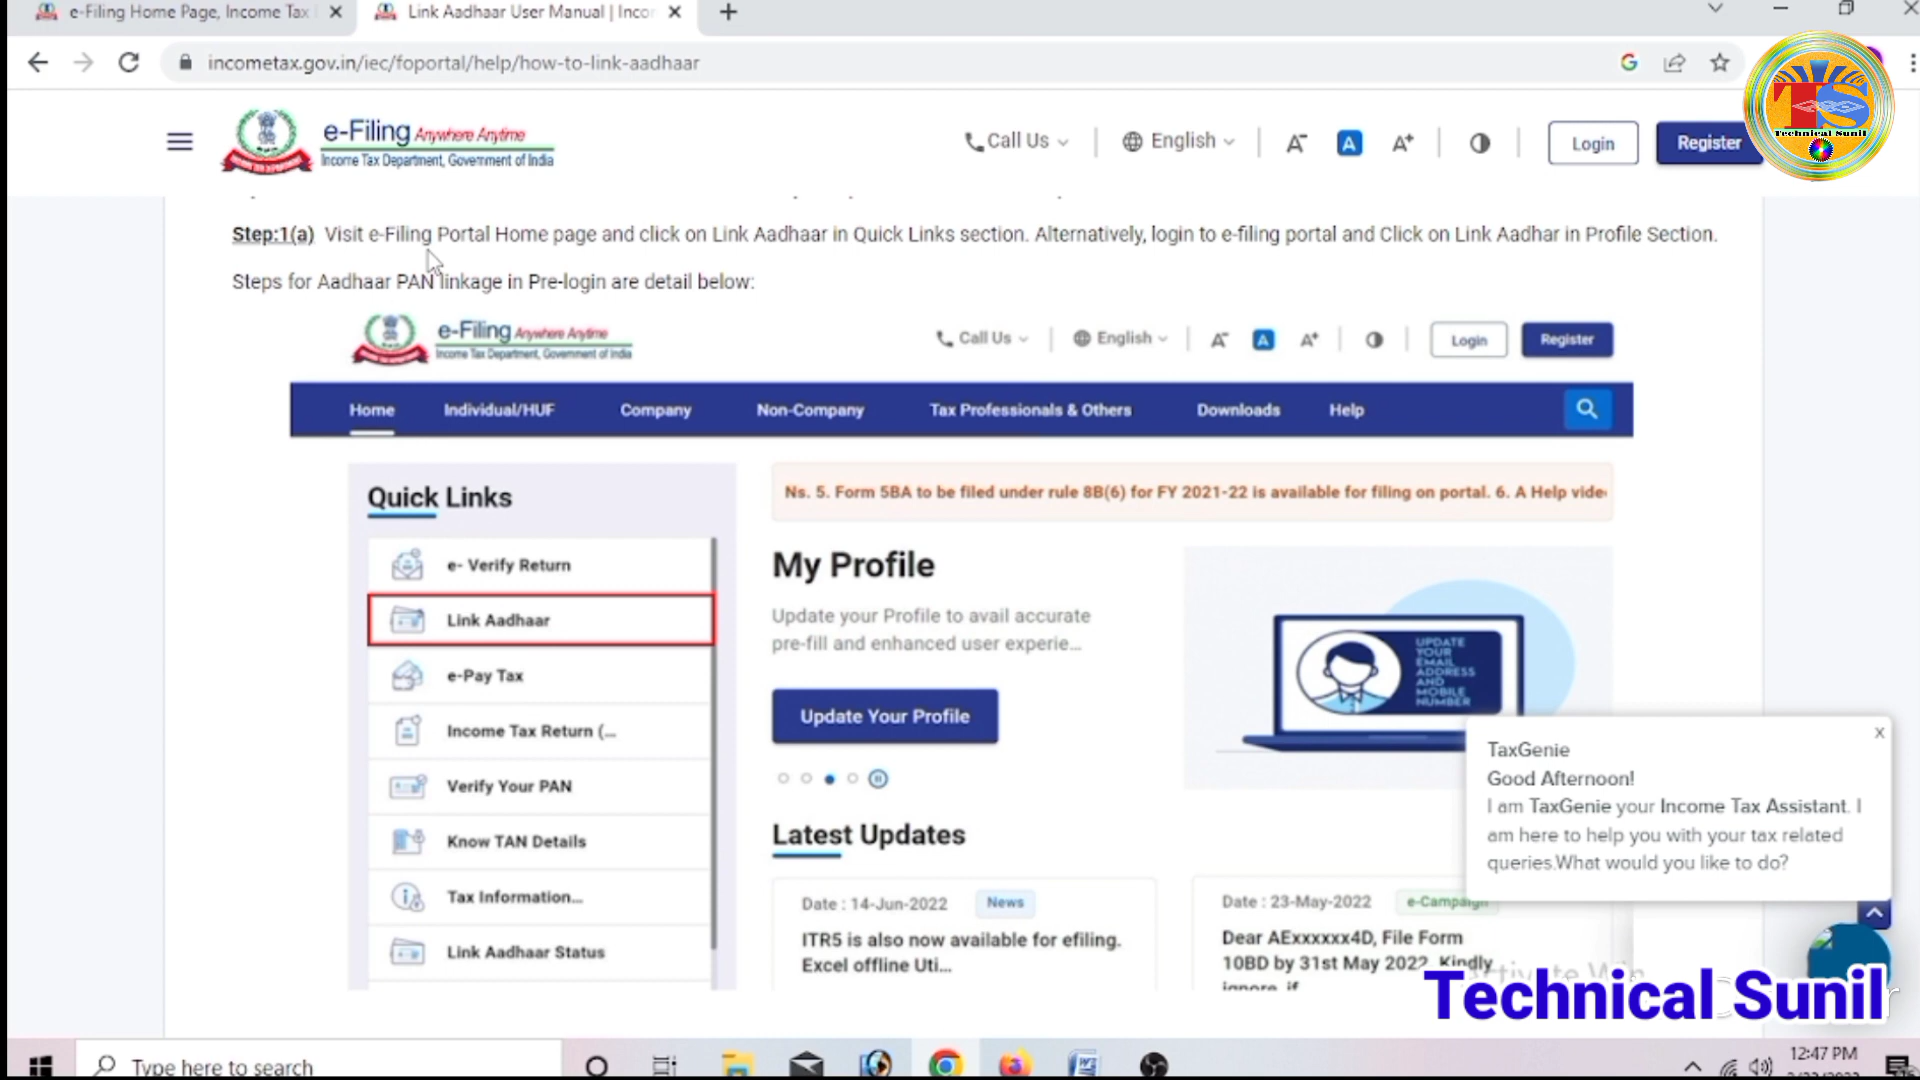 e-Filing Home Page, Income Tax
Link Aadhaar User Manual | Inco
incometax.gov.in/iec/foportal/help/how-to-link-aadhaar
e-Filing Anywhere Anytime
Income Tax Department, Government of India
Call Us
English
A-
A
A+
Login
Register
TS
Technical Sunil
Step:1(a) Visit e-Filing Portal Home page and click on Link Aadhaar in Quick Links section. Alternatively, login to e-filing portal and Click on Link Aadhar in Profile Section.
Steps for Aadhaar PAN linkage in Pre-login are detail below:
e-Filing Anywhere Anytime
Income Tax Department, Government of India
Call Us
English
A-
A
A+
Login
Register
Home
Individual/HUF
Company
Non-Company
Tax Professionals & Others
Downloads
Help
Quick Links
e- Verify Return
Link Aadhaar
e-Pay Tax
Income Tax Return (...
Verify Your PAN
Know TAN Details
Tax Information...
Link Aadhaar Status
Ns. 5. Form 5BA to be filed under rule 8B(6) for FY 2021-22 is available for filing on portal. 6. A Help vide
My Profile
Update your Profile to avail accurate
pre-fill and enhanced user experie...
Update Your Profile
UPDATE
YOUR
EMAIL
ADDRESS
AND
MOBILE
NUMBER
Latest Updates
Date : 14-Jun-2022
News
ITR5 is also now available for efiling.
Excel offline Uti...
Date : 23-May-2022
e-Campaign
Dear AExxxxxx4D, File Form
10BD by 31st May 2022. Kindly
ignore, if
x
TaxGenie
Good Afternoon!
I am TaxGenie your Income Tax Assistant. I
am here to help you with your tax related
queries.What would you like to do?
Technical Sunil
Type here to search
12:47 PM